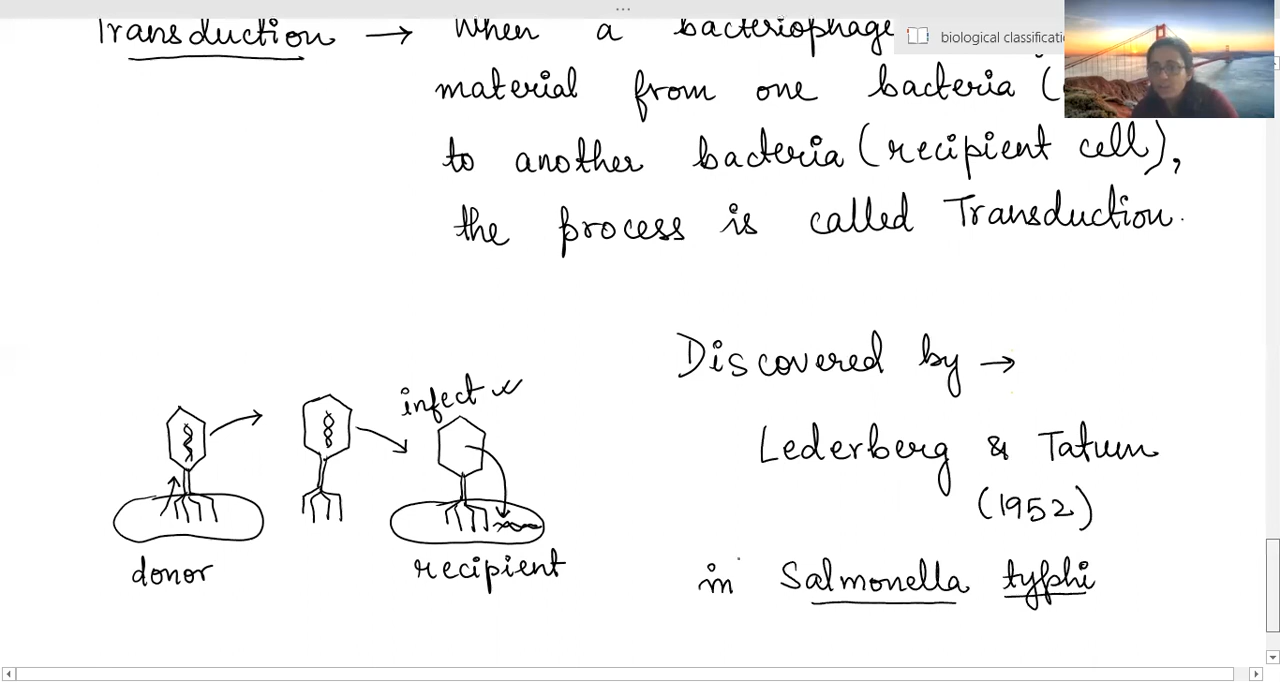 Transduction → When a bacteriophage
biological classificati
material from one bacteria (
to another bacteria (recipient cell),
the process is called Transduction.
Discovered by →
infect
Lederberg & Tatum
(1952)
donor
recipient
in Salmonella typhi